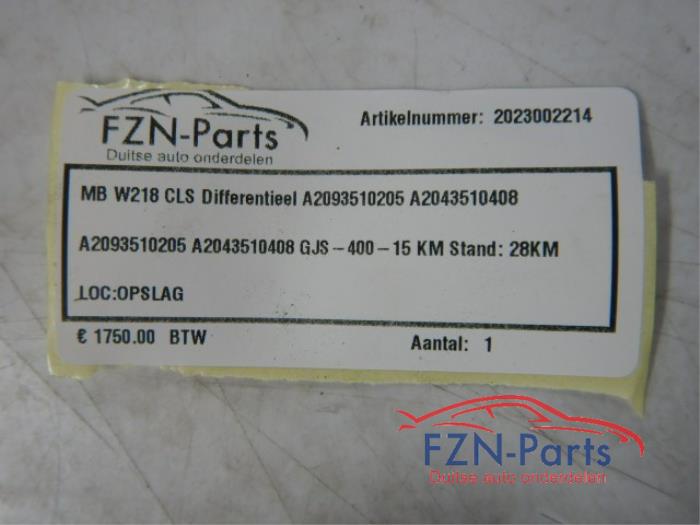 FZN-Parts
Duitse auto onderdelen
Artikelnummer: 2023002214
MB W218 CLS Differentieel A2093510205 A2043510408
A2093510205 A2043510408 GJS-400-15 KM Stand: 28KM
LOC:OPSLAG
€ 1750.00 BTW
Aantal: 1
FZN-Parts
Duitse auto onderdelen